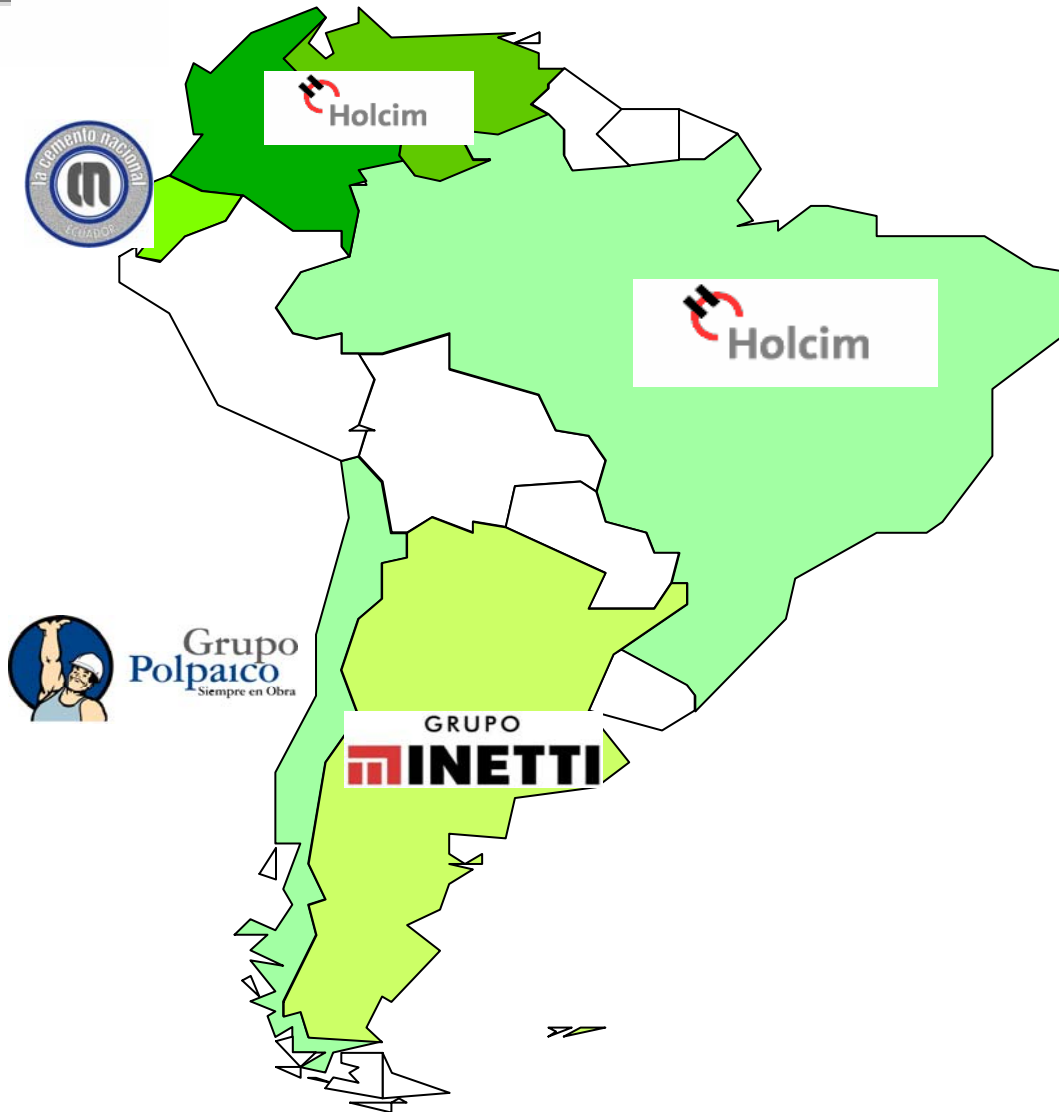 Holcim
la cemento nacional
ECUADOR
Holcim
Grupo
Polpaico
Siempre en Obra
GRUPO
MINETTI